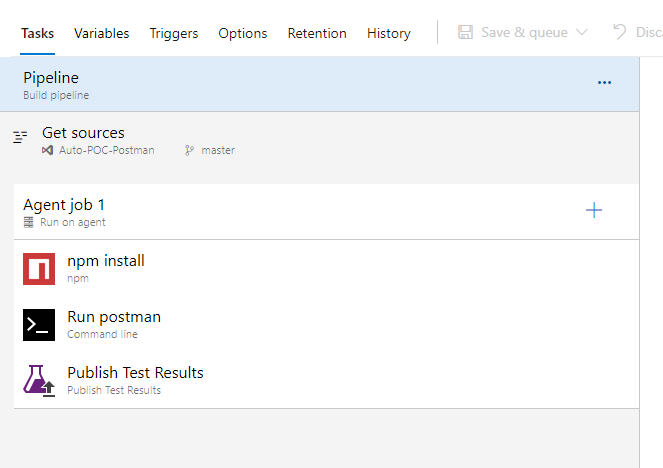 Tasks Variables Triggers Options Retention History Save & queue Disca
Pipeline
Build pipeline
Get sources
Auto-POC-Postman master
Agent job 1
Run on agent
npm install
npm
Run postman
Command line
Publish Test Results
Publish Test Results